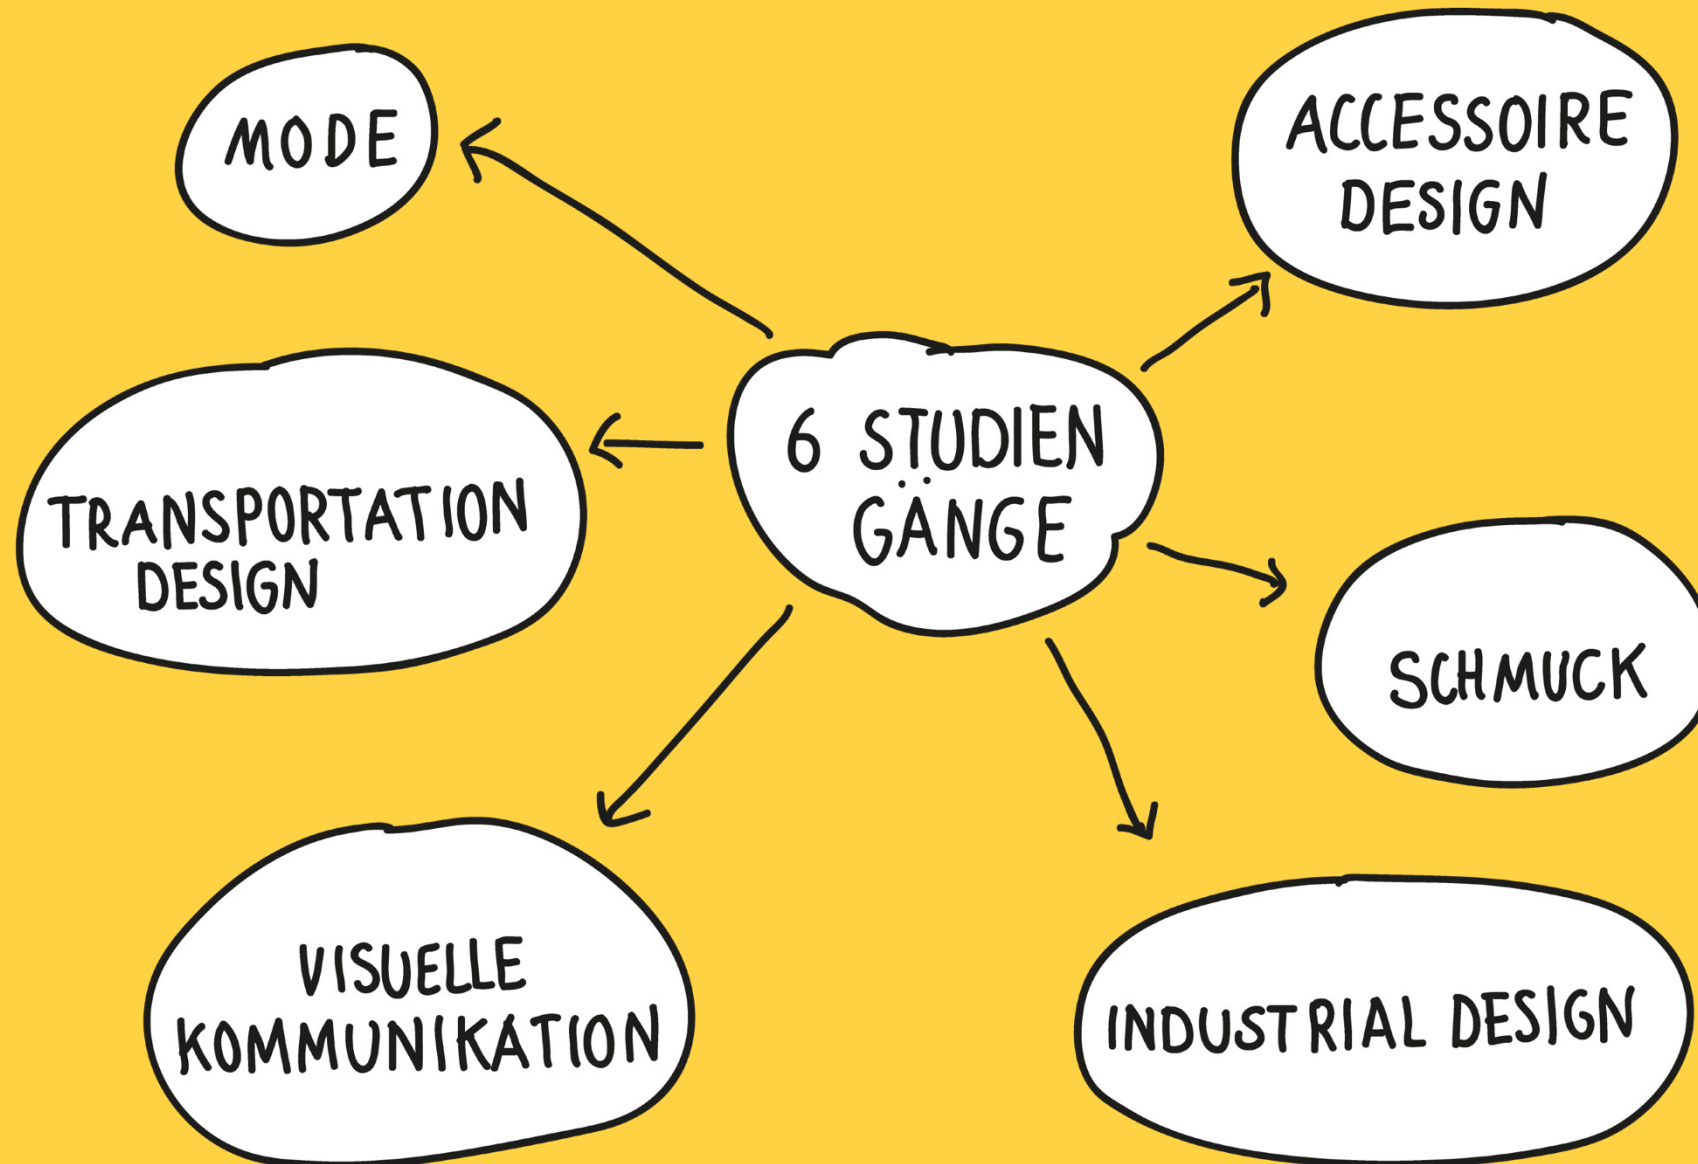 MODE
ACCESSOIRE
DESIGN
6 STUDIEN
GÄNGE
TRANSPORTATION
DESIGN
SCHMUCK
VISUELLE
KOMMUNIKATION
INDUSTRIAL DESIGN